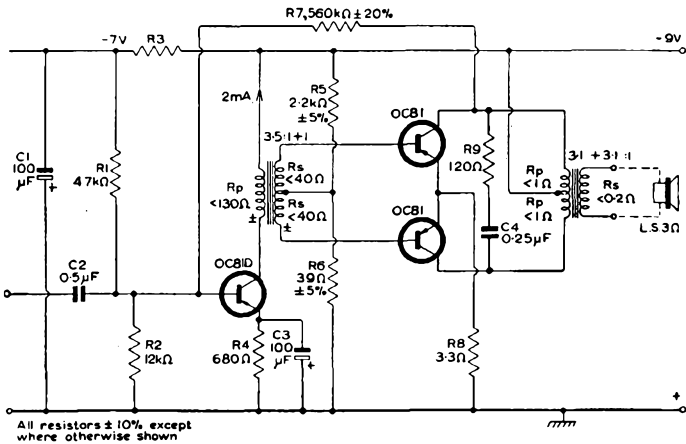 R7,560kΩ±20%
-7V
R3
-9V
2mA
R5
2·2kΩ
±5%
OC81
C1
100
μF
+
R1
47kΩ
3·5:1+1
Rp
<130Ω
±
Rs
<40Ω
Rs
<40Ω
±
R9
120Ω
Rp
<1Ω
Rp
<1Ω
3·1 + 3·1 :1
Rs
<0·2Ω
L.S.3Ω
OC81
C4
0·25μF
C2
0·5μF
OC81D
R6
39Ω
±5%
R2
12kΩ
R4
680Ω
C3
100
μF
+
R8
3·3Ω
+
All resistors ± 10% except
where otherwise shown